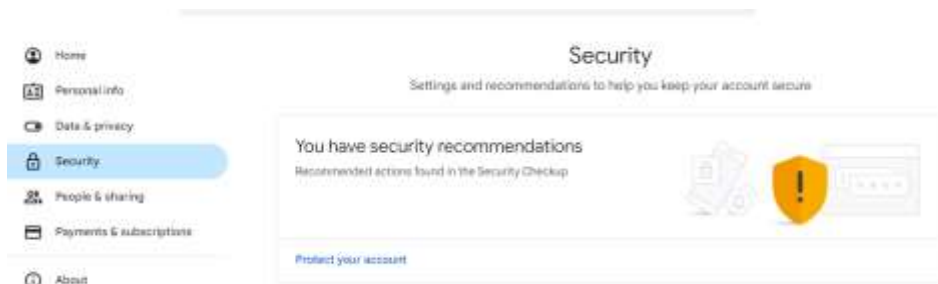 Home
Personal info
Data & privacy
Security
People & sharing
Payments & subscriptions
About
Security
Settings and recommendations to help you keep your account secure
You have security recommendations
Recommended actions found in the Security Checkup
Protect your account